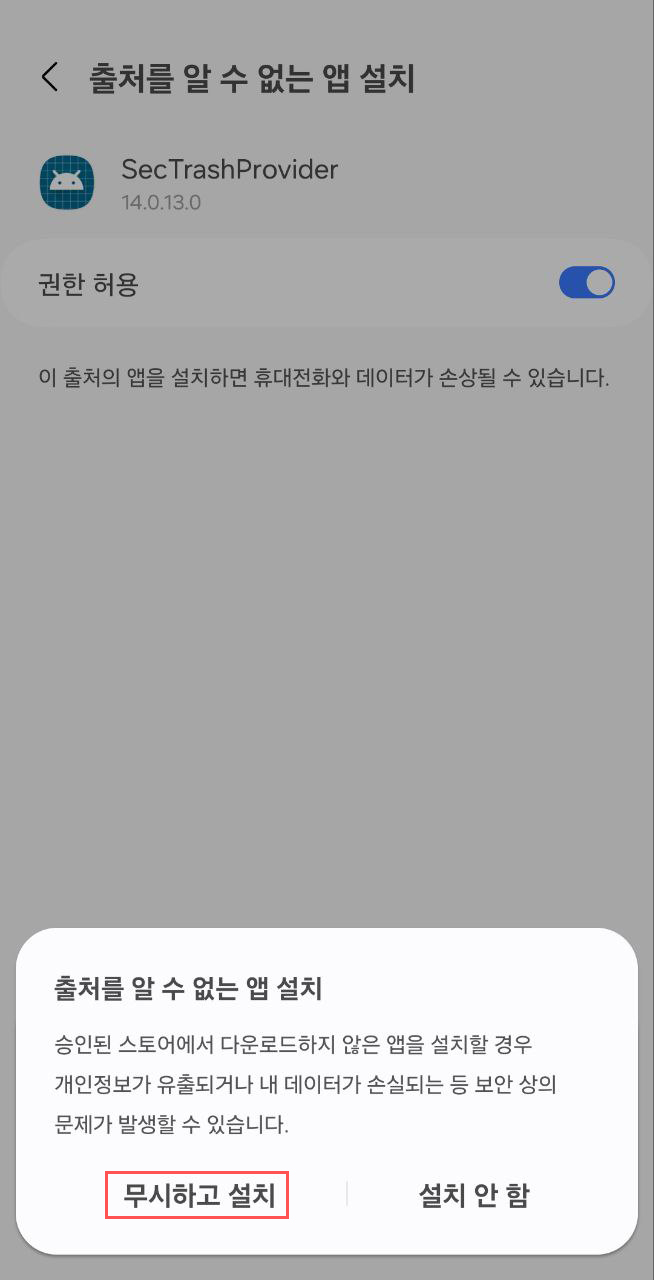 출처를 알 수 없는 앱 설치
SecTrashProvider
14.0.13.0
권한 허용
이 출처의 앱을 설치하면 휴대전화와 데이터가 손상될 수 있습니다.
출처를 알 수 없는 앱 설치
승인된 스토어에서 다운로드하지 않은 앱을 설치할 경우
개인정보가 유출되거나 내 데이터가 손실되는 등 보안 상의
문제가 발생할 수 있습니다.
무시하고 설치
설치 안 함